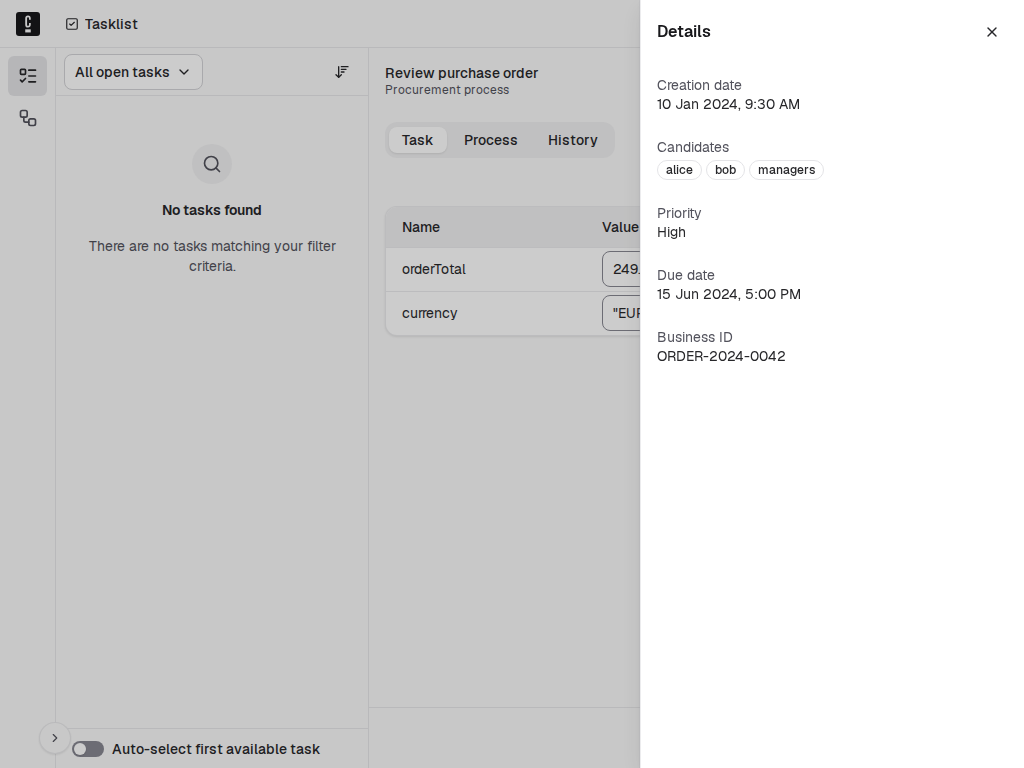 Tasklist
All open tasks
No tasks found
There are no tasks matching your filter
criteria.
Auto-select first available task
Review purchase order
Procurement process
Task Process History
Name Value
orderTotal 249.
currency "EUR
Details
Creation date
10 Jan 2024, 9:30 AM
Candidates
alice bob managers
Priority
High
Due date
15 Jun 2024, 5:00 PM
Business ID
ORDER-2024-0042